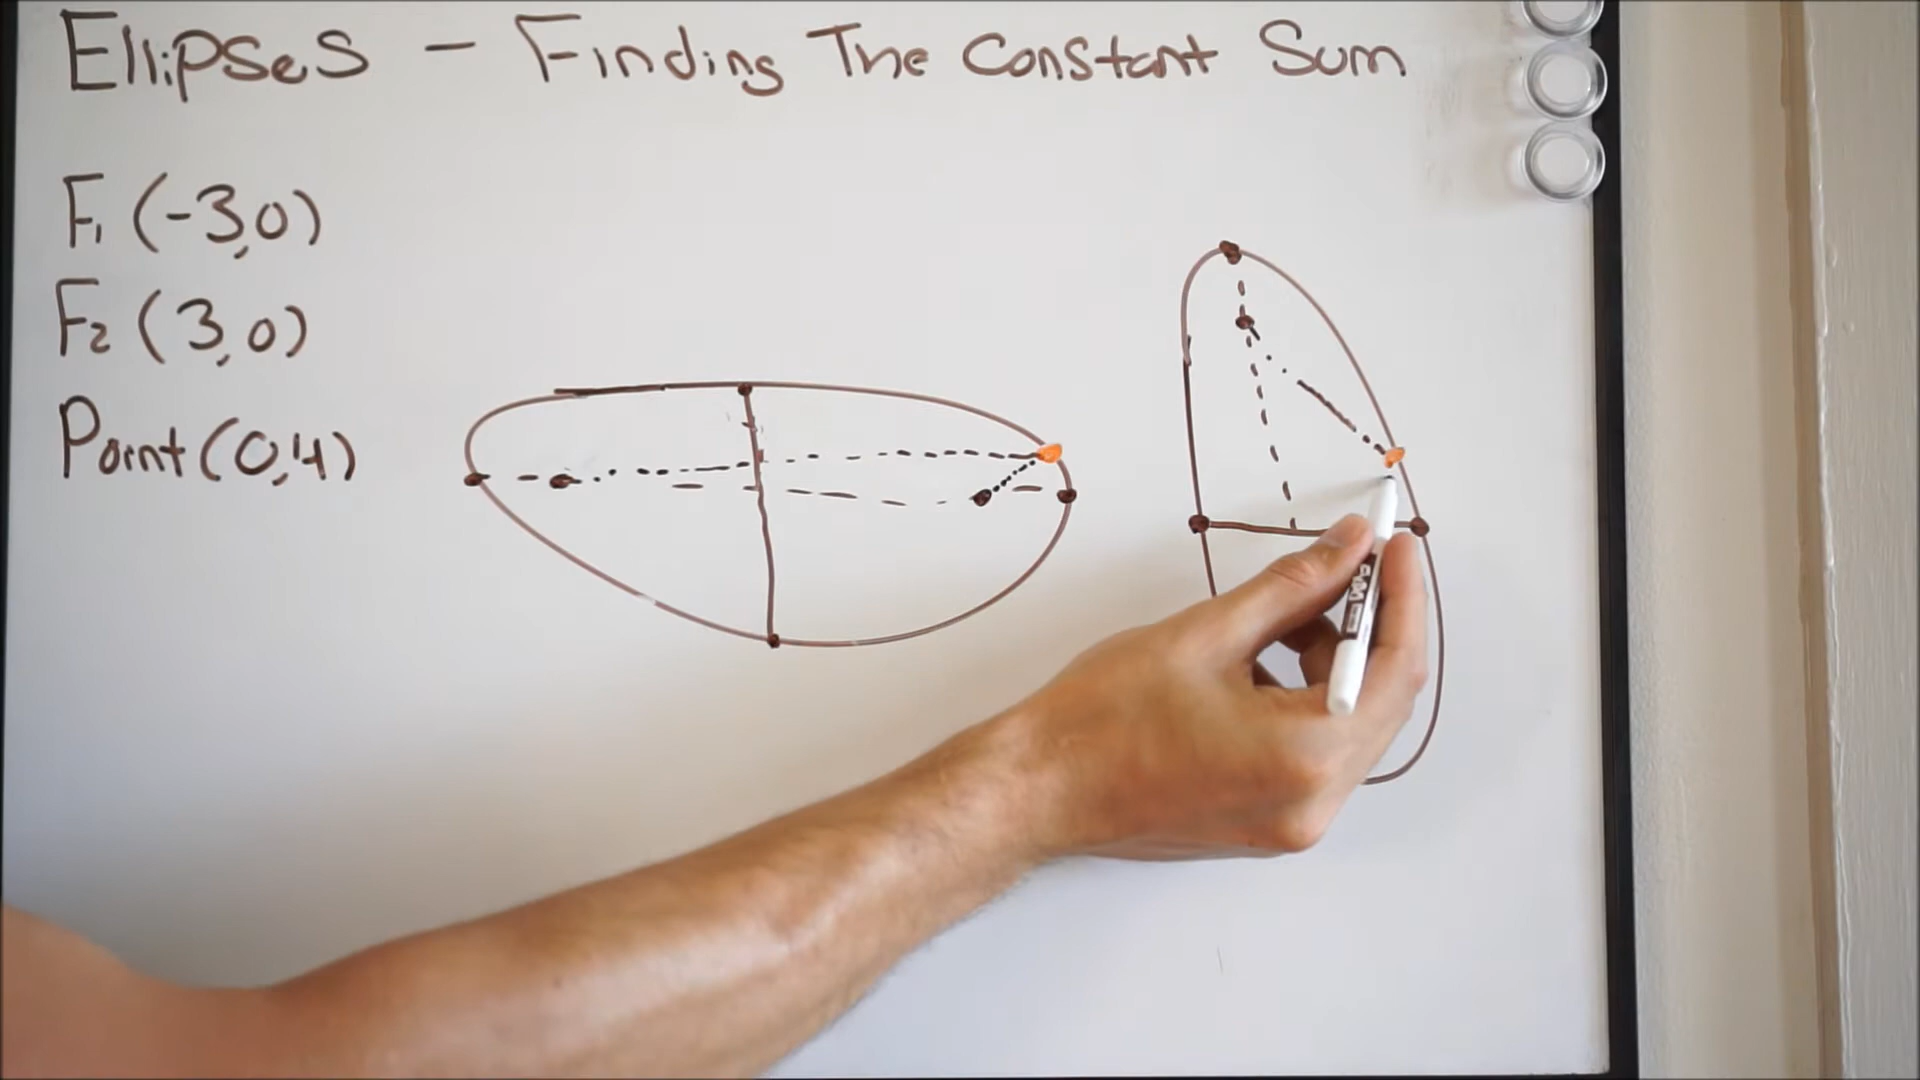 Ellipses - Finding The Constant Sum
F1 (-3,0)
F2 (3,0)
Point (0,4)